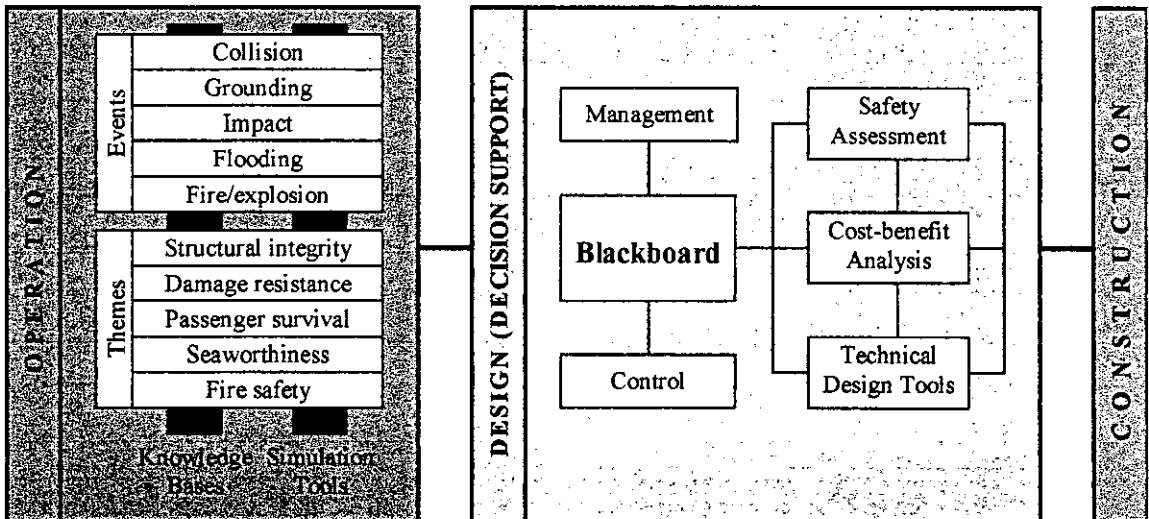 OPERATION
Events
Collision
Grounding
Impact
Flooding
Fire/explosion
Themes
Structural integrity
Damage resistance
Passenger survival
Seaworthiness
Fire safety
Knowledge
Bases
Simulation
Tools
DESIGN (DECISION SUPPORT)
Management
Blackboard
Control
Safety
Assessment
Cost-benefit
Analysis
Technical
Design Tools
CONSTRUCTION